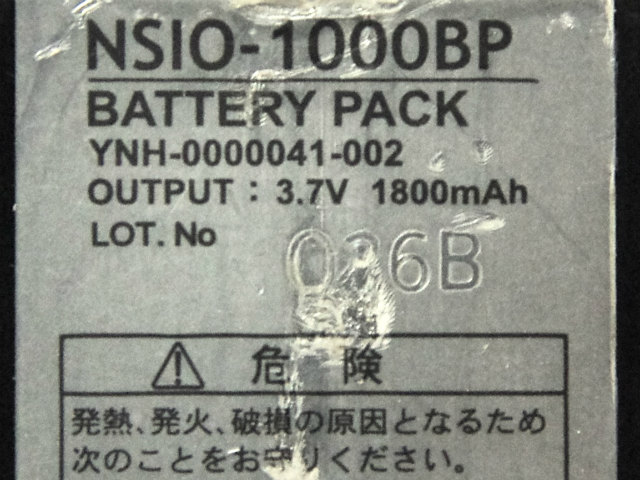 NSIO-1000BP
BATTERY PACK
YNH-0000041-002
OUTPUT : 3.7V 1800mAh
LOT. No
危 険
発熱、発火、破損の原因となるため
次のことをお守りください。